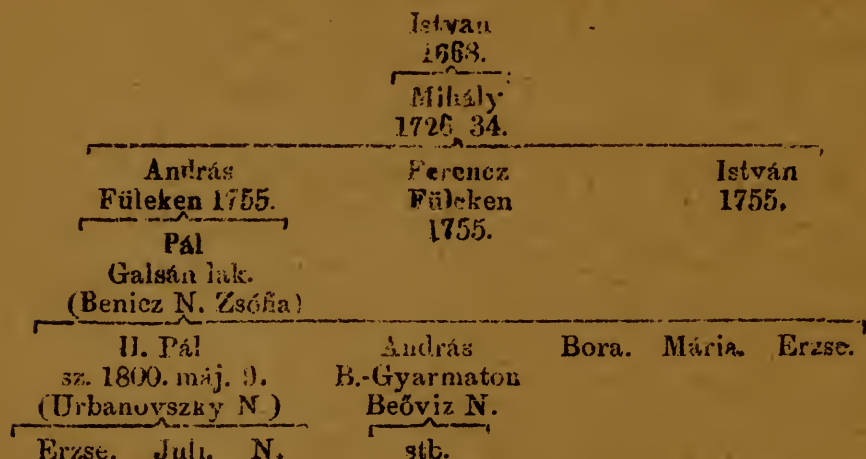 István
1668.
Mihály
1726 34.
András Ferencz István
Füleken 1755. Füleken 1755.
1755.
Pál
Galsán lak.
(Benicz N. Zsófia)
II. Pál András Bora. Mária. Erzse.
sz. 1800. máj. 9. B.-Gyarmaton
(Urbanovszky N.) Beőviz N.
Erzse. Juli. N. stb.